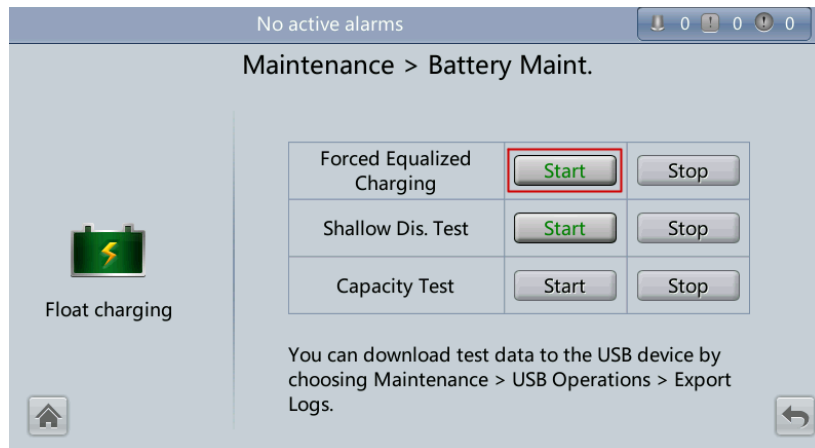 No active alarms
0 0 0
Maintenance > Battery Maint.
Forced Equalized
Charging
Start
Stop
Shallow Dis. Test
Start
Stop
Capacity Test
Start
Stop
Float charging
You can download test data to the USB device by
choosing Maintenance > USB Operations > Export
Logs.